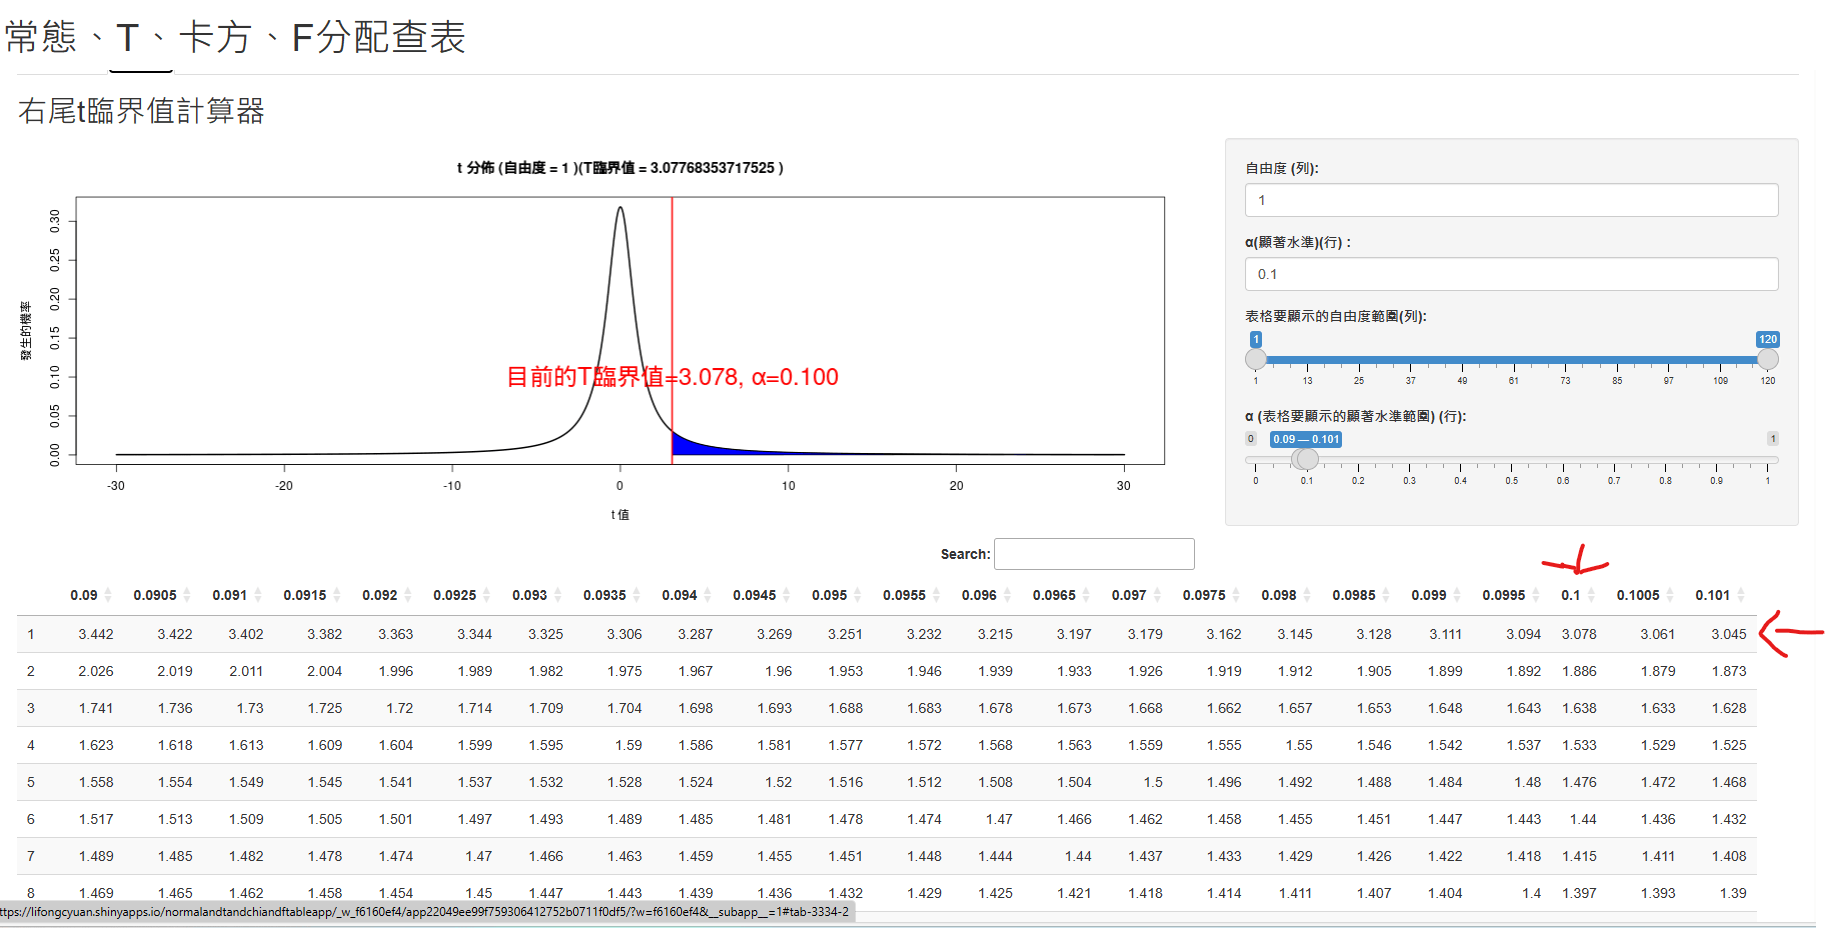 常態、T、卡方、F分配查表
右尾t臨界值計算器
t 分佈 (自由度 = 1 )(T臨界值 = 3.07768353717525 )
發生的機率
0.30
0.25
0.20
0.15
0.10
0.05
0.00
目前的T臨界值=3.078, α=0.100
-30 -20 -10 0 10 20 30
t 值
自由度 (列):
1
α(顯著水準)(行) :
0.1
表格要顯示的自由度範圍(列):
1 120
1 13 25 37 49 61 73 85 97 109 120
α (表格要顯示的顯著水準範圍) (行):
0 0.09 — 0.101 1
0 0.1 0.2 0.3 0.4 0.5 0.6 0.7 0.8 0.9 1
Search:
0.09 0.0905 0.091 0.0915 0.092 0.0925 0.093 0.0935 0.094 0.0945 0.095 0.0955 0.096 0.0965 0.097 0.0975 0.098 0.0985 0.099 0.0995 0.1 0.1005 0.101
1 3.442 3.422 3.402 3.382 3.363 3.344 3.325 3.306 3.287 3.269 3.251 3.232 3.215 3.197 3.179 3.162 3.145 3.128 3.111 3.094 3.078 3.061 3.045
2 2.026 2.019 2.011 2.004 1.996 1.989 1.982 1.975 1.967 1.96 1.953 1.946 1.939 1.933 1.926 1.919 1.912 1.905 1.899 1.892 1.886 1.879 1.873
3 1.741 1.736 1.73 1.725 1.72 1.714 1.709 1.704 1.698 1.693 1.688 1.683 1.678 1.673 1.668 1.662 1.657 1.653 1.648 1.643 1.638 1.633 1.628
4 1.623 1.618 1.613 1.609 1.604 1.599 1.595 1.59 1.586 1.581 1.577 1.572 1.568 1.563 1.559 1.555 1.55 1.546 1.542 1.537 1.533 1.529 1.525
5 1.558 1.554 1.549 1.545 1.541 1.537 1.532 1.528 1.524 1.52 1.516 1.512 1.508 1.504 1.5 1.496 1.492 1.488 1.484 1.48 1.476 1.472 1.468
6 1.517 1.513 1.509 1.505 1.501 1.497 1.493 1.489 1.485 1.481 1.478 1.474 1.47 1.466 1.462 1.458 1.455 1.451 1.447 1.443 1.44 1.436 1.432
7 1.489 1.485 1.482 1.478 1.474 1.47 1.466 1.463 1.459 1.455 1.451 1.448 1.444 1.44 1.437 1.433 1.429 1.426 1.422 1.418 1.415 1.411 1.408
8 1.469 1.465 1.462 1.458 1.454 1.45 1.447 1.443 1.439 1.436 1.432 1.429 1.425 1.421 1.418 1.414 1.411 1.407 1.404 1.4 1.397 1.393 1.39
ttps://lifongcyuan.shinyapps.io/normalandtandchiandftableapp/_w_f6160ef4/app22049ee99f759306412752b0711f0df5/?w=f6160ef4&__subapp__=1#tab-3334-2